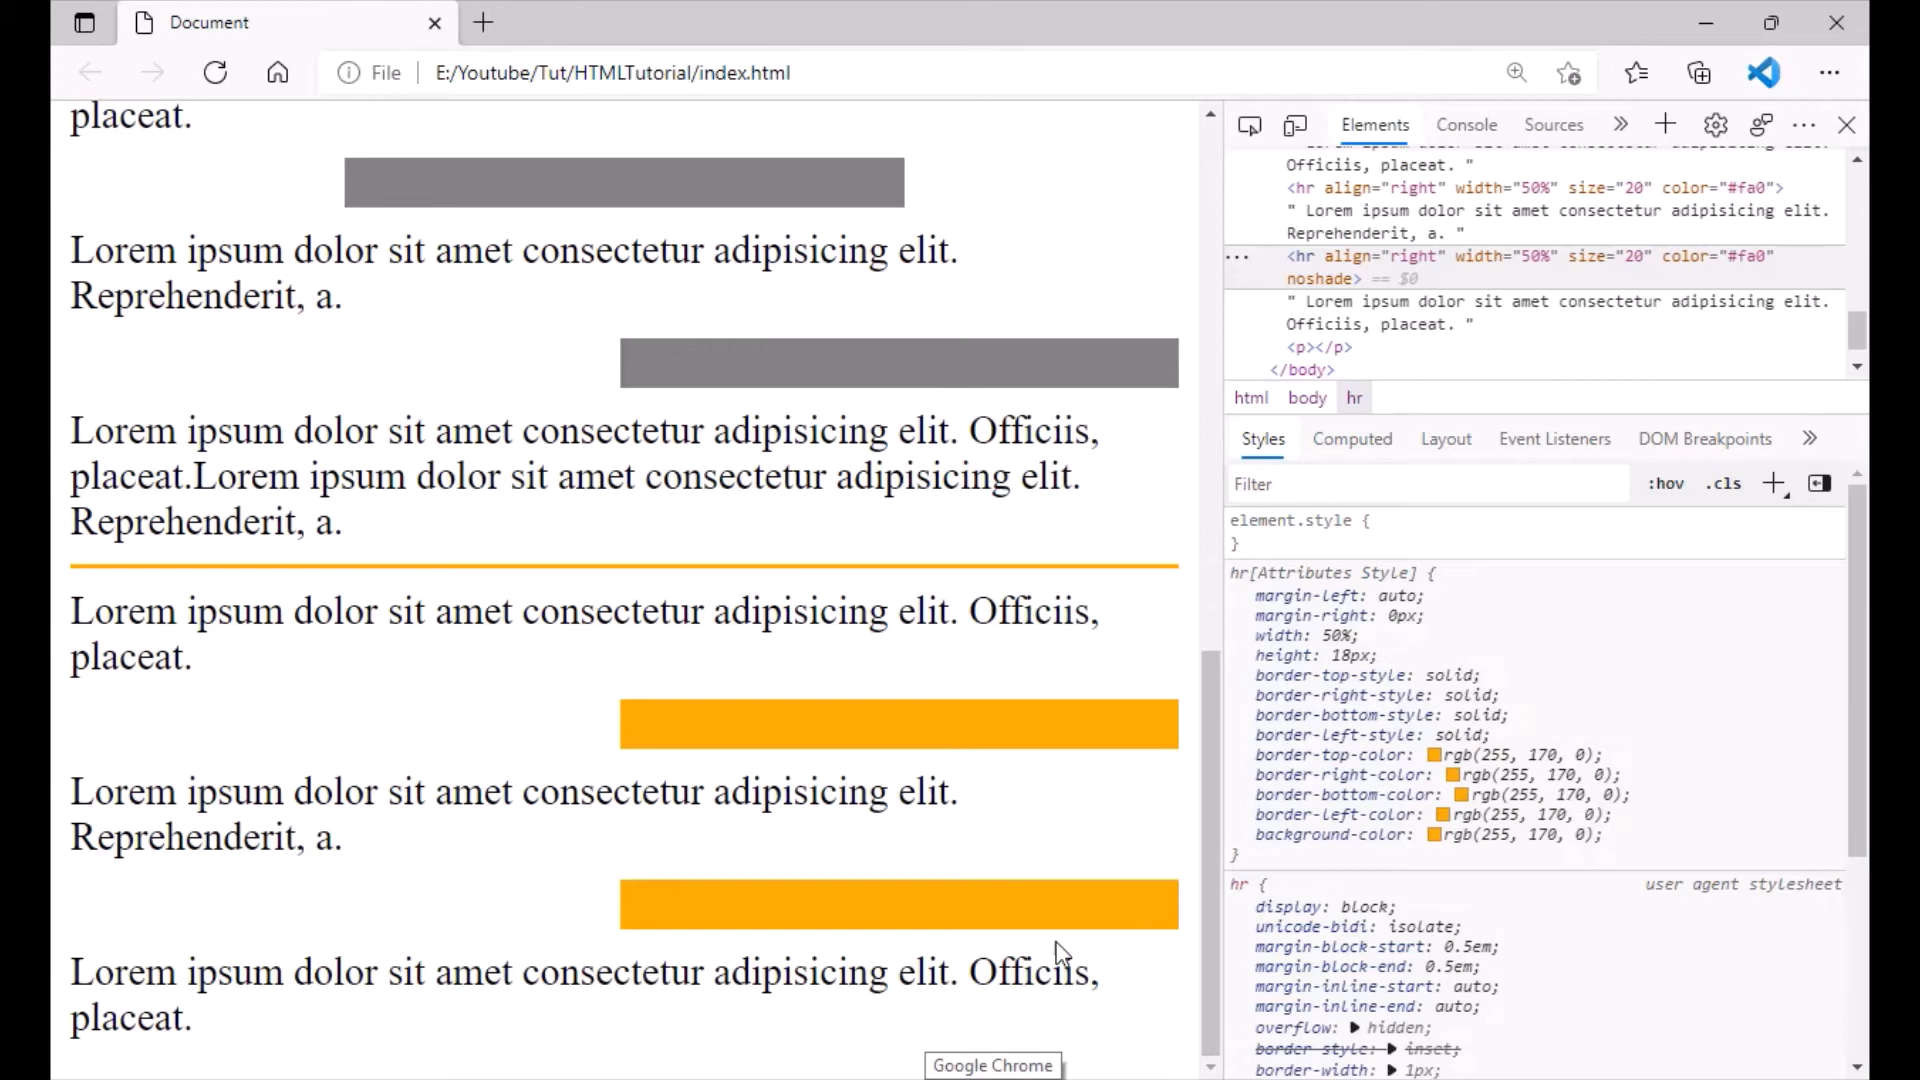 Document
File
E:/Youtube/Tut/HTMLTutorial/index.html
placeat.
Lorem ipsum dolor sit amet consectetur adipisicing elit.
Reprehenderit, a.
Lorem ipsum dolor sit amet consectetur adipisicing elit. Officiis,
placeat.Lorem ipsum dolor sit amet consectetur adipisicing elit.
Reprehenderit, a.
Lorem ipsum dolor sit amet consectetur adipisicing elit. Officiis,
placeat.
Lorem ipsum dolor sit amet consectetur adipisicing elit.
Reprehenderit, a.
Lorem ipsum dolor sit amet consectetur adipisicing elit. Officiis,
placeat.
Google Chrome
Elements Console Sources
" Lorem ipsum dolor sit amet consectetur adipisicing elit.
Officiis, placeat. "
<hr align="right" width="50%" size="20" color="#fa0">
" Lorem ipsum dolor sit amet consectetur adipisicing elit.
Reprehenderit, a. "
<hr align="right" width="50%" size="20" color="#fa0"
noshade> == $0
" Lorem ipsum dolor sit amet consectetur adipisicing elit.
Officiis, placeat. "
<p></p>
</body>
html body hr
Styles Computed Layout Event Listeners DOM Breakpoints
Filter :hov .cls
element.style {
}
hr[Attributes Style] {
margin-left: auto;
margin-right: 0px;
width: 50%;
height: 18px;
border-top-style: solid;
border-right-style: solid;
border-bottom-style: solid;
border-left-style: solid;
border-top-color: rgb(255, 170, 0);
border-right-color: rgb(255, 170, 0);
border-bottom-color: rgb(255, 170, 0);
border-left-color: rgb(255, 170, 0);
background-color: rgb(255, 170, 0);
}
hr { user agent stylesheet
display: block;
unicode-bidi: isolate;
margin-block-start: 0.5em;
margin-block-end: 0.5em;
margin-inline-start: auto;
margin-inline-end: auto;
overflow: hidden;
border-style: inset;
border-width: 1px;